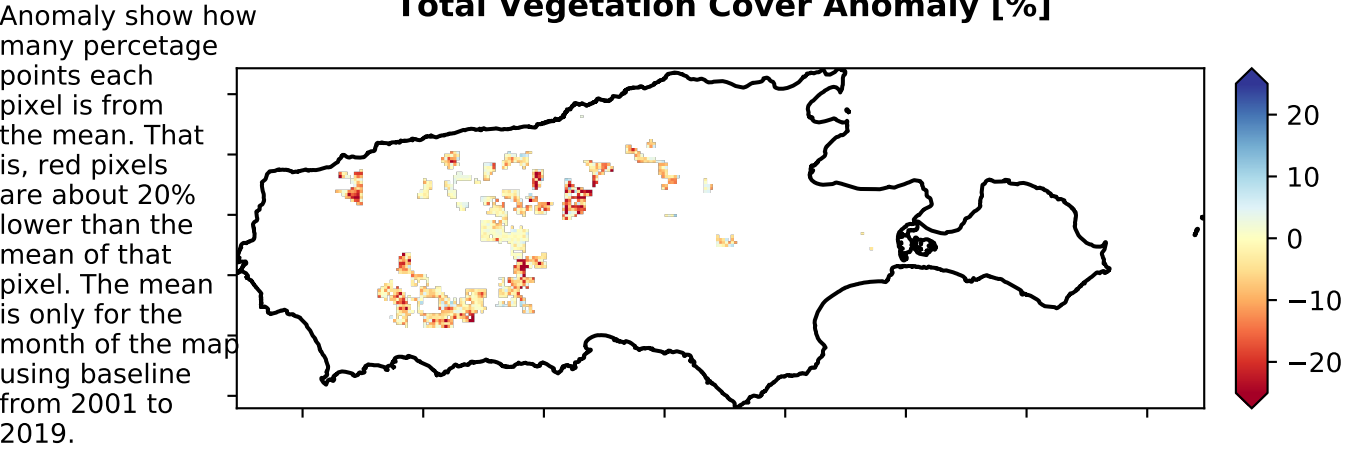 Total Vegetation Cover Anomaly [%]
Anomaly show how
many percetage
points each
pixel is from
the mean. That
is, red pixels
are about 20%
lower than the
mean of that
pixel. The mean
is only for the
month of the map
using baseline
from 2001 to
2019.
20
10
0
−10
−20